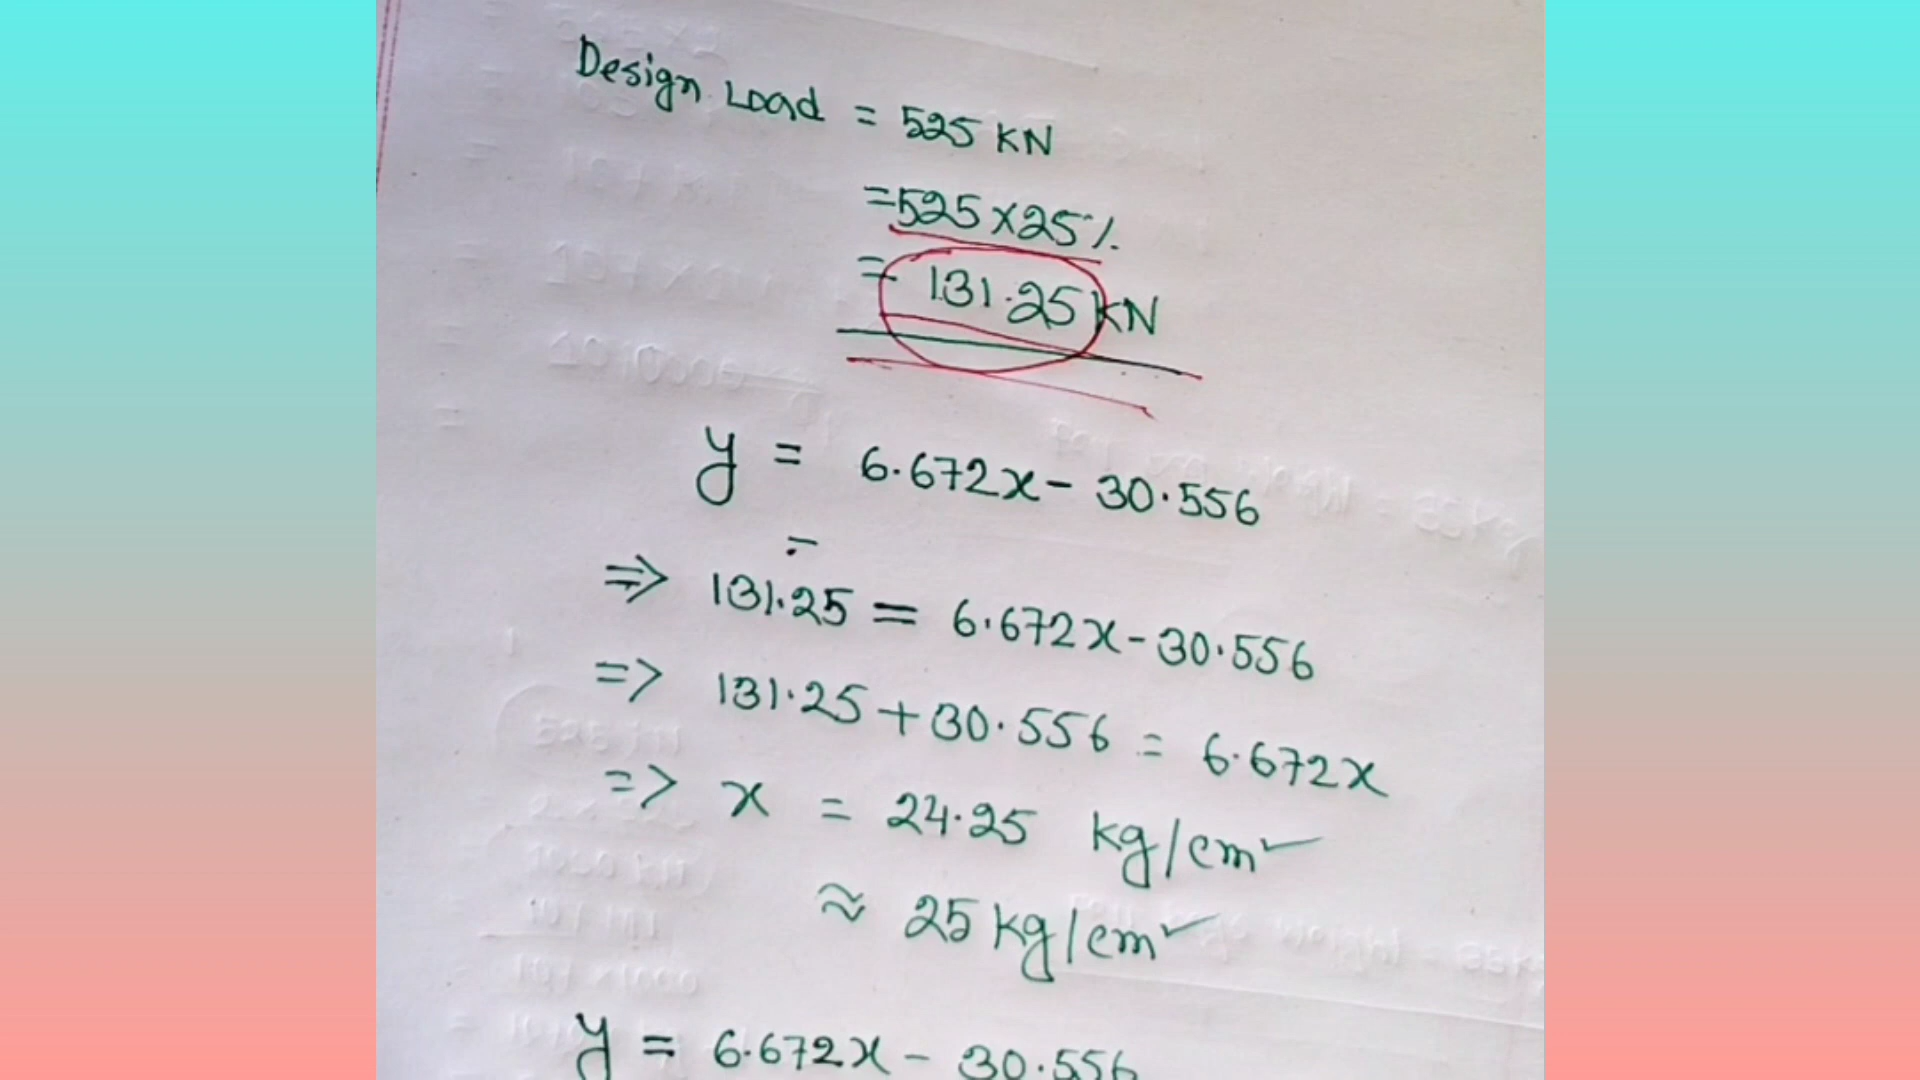 Design Load = 525 KN
= 525 × 25%
= 131.25 KN
y = 6.672x - 30.556
=> 131.25 = 6.672x - 30.556
=> 131.25 + 30.556 = 6.672x
=> x = 24.25 kg/cm²
≈ 25 kg/cm²
y = 6.672x - 30.556